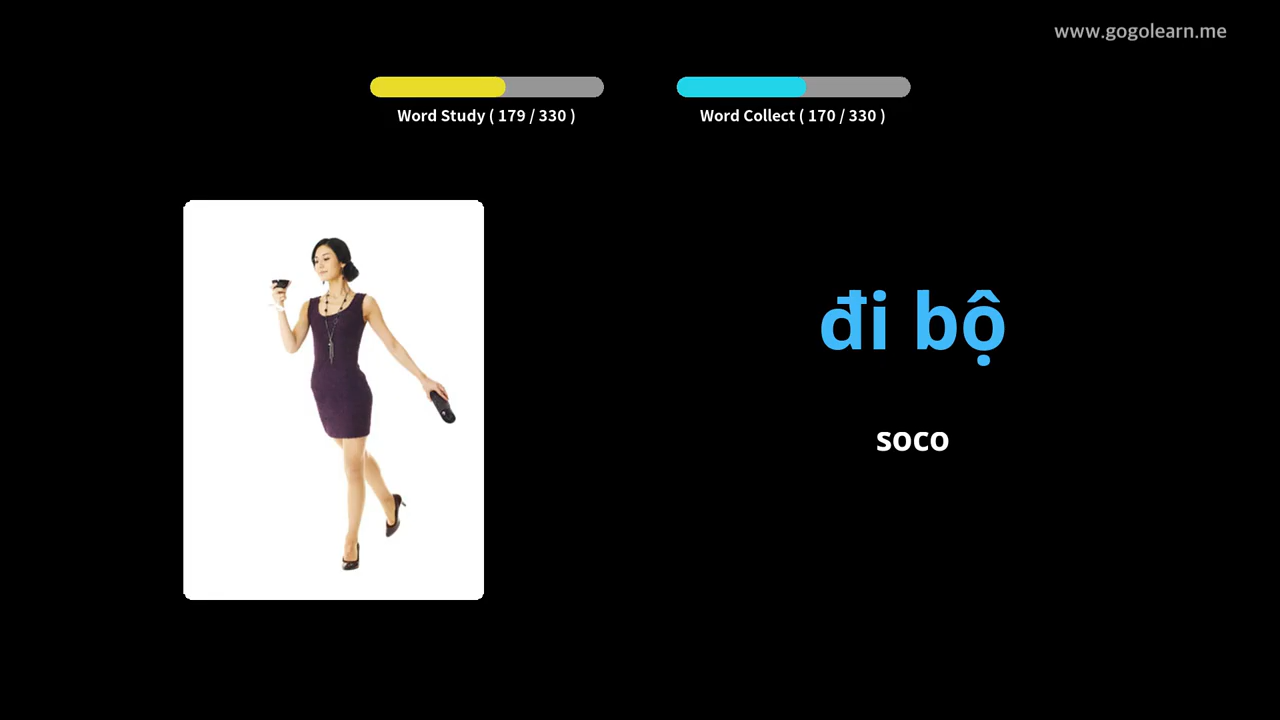 www.gogolearn.me
Word Study ( 179 / 330 )
Word Collect ( 170 / 330 )
đi bộ
soco